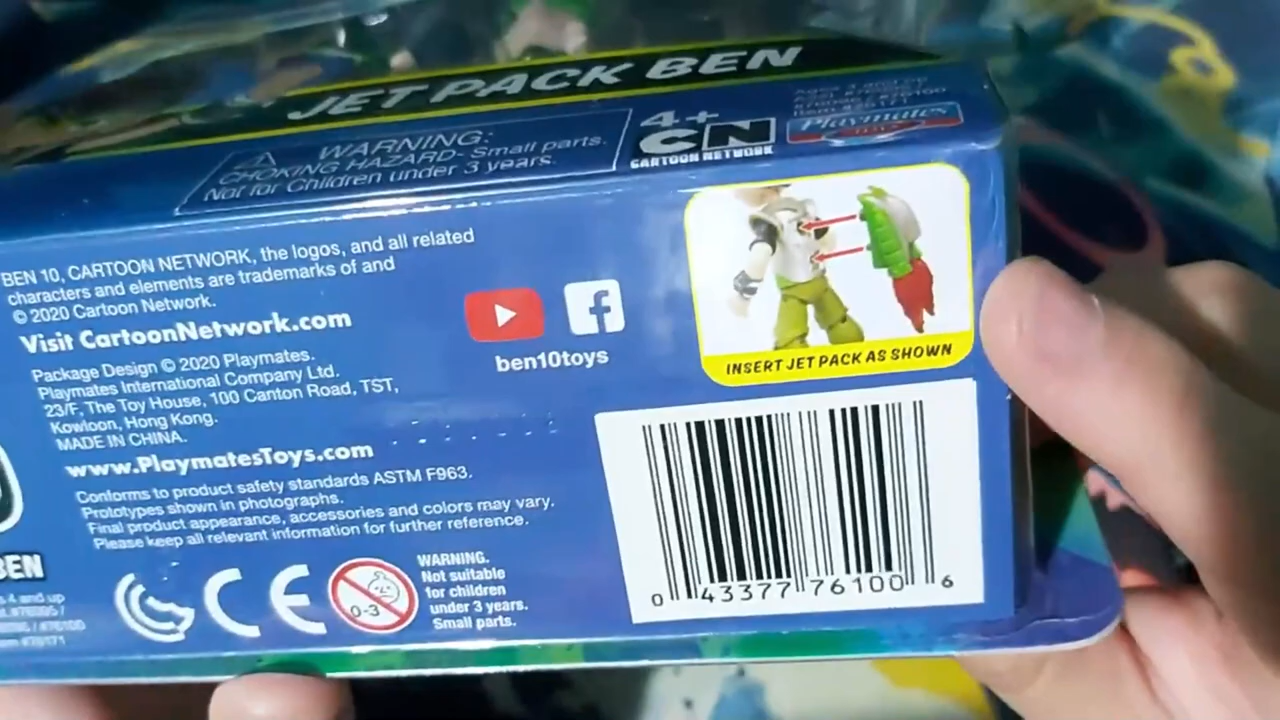 JET PACK BEN
WARNING:
CHOKING HAZARD- Small parts.
Not for Children under 3 years.
4+
CN
CARTOON NETWORK
Playmates
BEN 10, CARTOON NETWORK, the logos, and all related
characters and elements are trademarks of and
© 2020 Cartoon Network.
Visit CartoonNetwork.com
Package Design © 2020 Playmates.
Playmates International Company Ltd.
23/F, The Toy House, 100 Canton Road, TST,
Kowloon, Hong Kong.
MADE IN CHINA.
www.PlaymatesToys.com
Conforms to product safety standards ASTM F963.
Prototypes shown in photographs.
Final product appearance, accessories and colors may vary.
Please keep all relevant information for further reference.
ben10toys
INSERT JET PACK AS SHOWN
0 43377 76100 6
BEN
CE
0-3
WARNING.
Not suitable
for children
under 3 years.
Small parts.